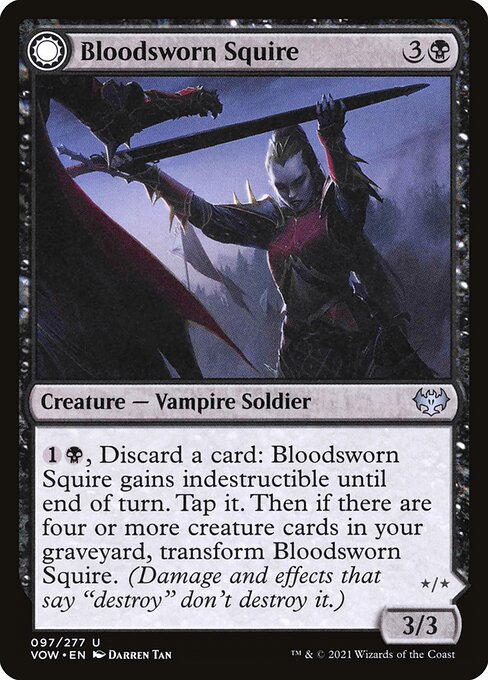 Bloodsworn Squire 3
Creature — Vampire Soldier
1, Discard a card: Bloodsworn
Squire gains indestructible until
end of turn. Tap it. Then if there are
four or more creature cards in your
graveyard, transform Bloodsworn
Squire. (Damage and effects that
say “destroy” don’t destroy it.)
*/*
3/3
097/277 U
VOW • EN Darren Tan
™ & © 2021 Wizards of the Coast